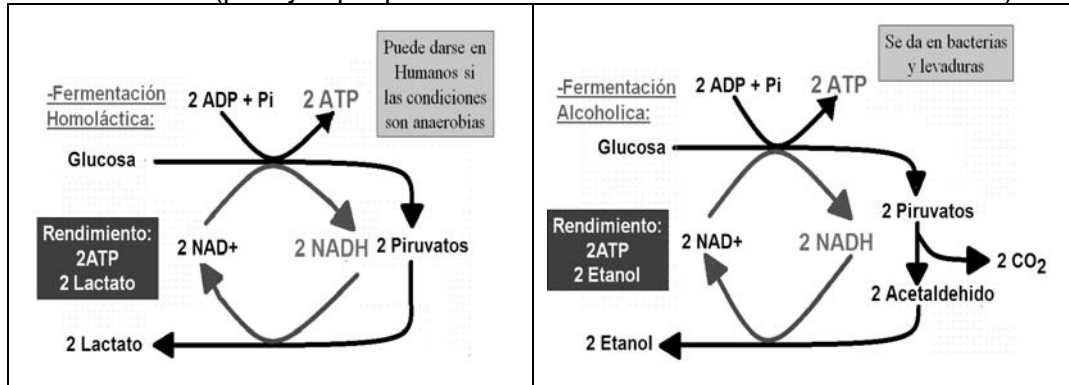 Puede darse en
Humanos si
las condiciones
son anaerobias
-Fermentación
Homoláctica:
2 ADP + Pi
2 ATP
Glucosa
Rendimiento:
2ATP
2 Lactato
2 NAD+
2 NADH
2 Piruvatos
2 Lactato
Se da en bacterias
y levaduras
-Fermentación
Alcoholica:
2 ADP + Pi
2 ATP
Glucosa
2 Piruvatos
Rendimiento:
2ATP
2 Etanol
2 NAD+
2 NADH
2 CO2
2 Acetaldehido
2 Etanol